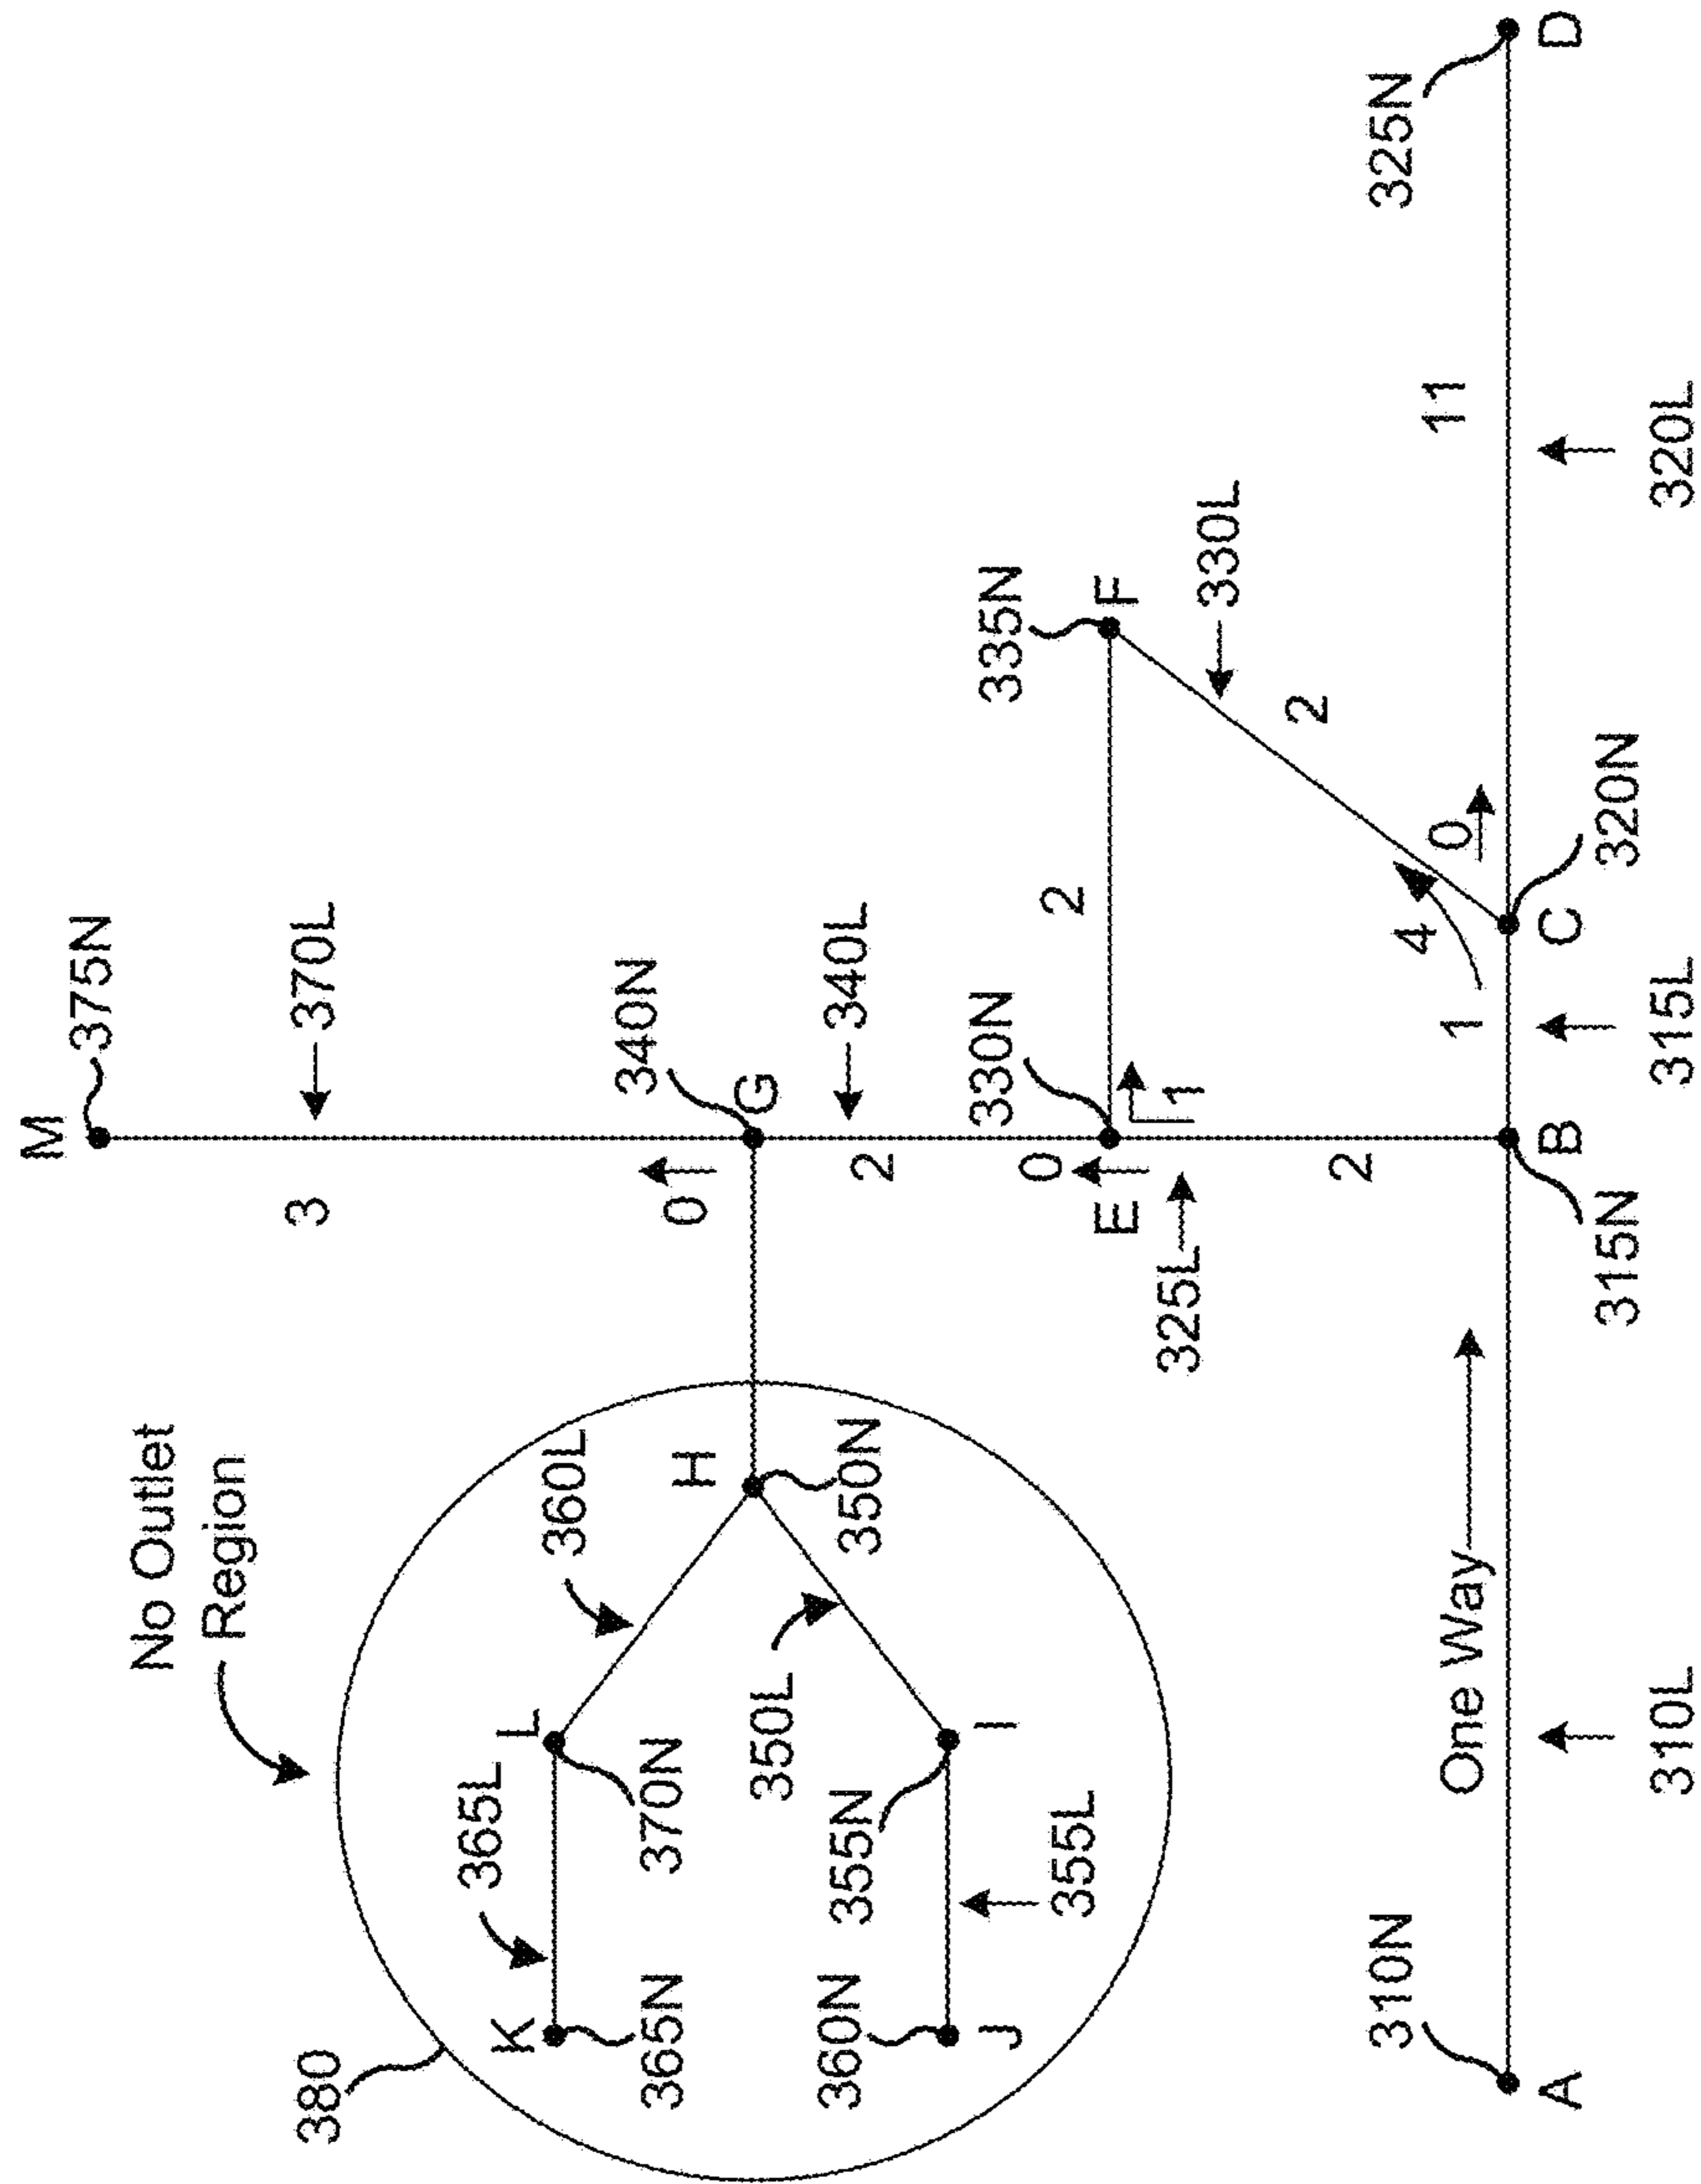 M
375N
3
370L
No Outlet
Region
380
K
365L
L
360L
H
0
340N
G
365N
370N
2
340L
350L
350N
360N
355N
0
330N
2
335N
F
J
I
E
1
355L
325L
330L
2
2
310N
One Way
1
4
0
11
325N
A
B
C
D
315N
320N
310L
315L
320L